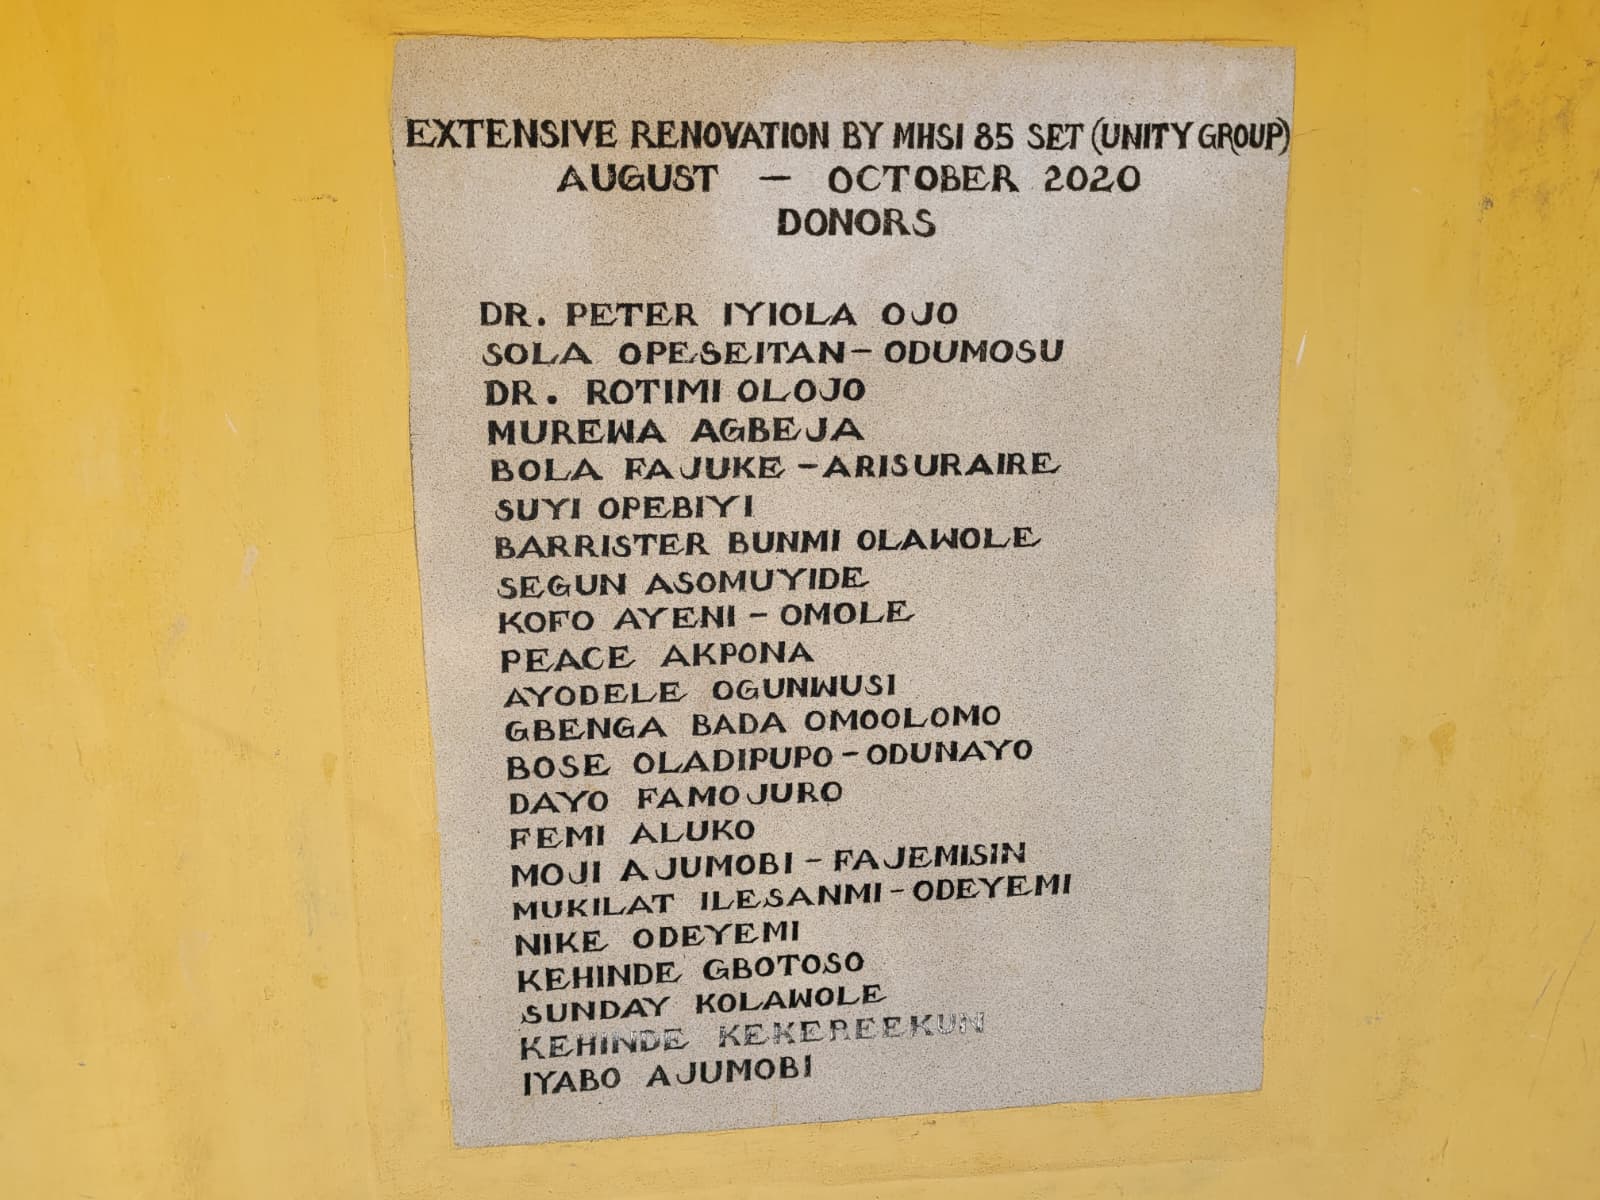 EXTENSIVE RENOVATION BY MHSI 85 SET (UNITY GROUP)
AUGUST — OCTOBER 2020
DONORS
DR. PETER IYIOLA OJO
SOLA OPESEITAN-ODUMOSU
DR. ROTIMI OLOJO
MUREWA AGBEJA
BOLA FAJUKE-ARISURAIRE
SUYI OPEBIYI
BARRISTER BUNMI OLAWOLE
SEGUN ASOMUYIDE
KOFO AYENI-OMOLE
PEACE AKPONA
AYODELE OGUNWUSI
GBENGA BADA OMOOLOMO
BOSE OLADIPUPO-ODUNAYO
DAYO FAMOJURO
FEMI ALUKO
MOJI AJUMOBI-FAJEMISIN
MUKILAT ILESANMI-ODEYEMI
NIKE ODEYEMI
KEHINDE GBOTOSO
SUNDAY KOLAWOLE
KEHINDE KEKEREEKUN
IYABO AJUMOBI